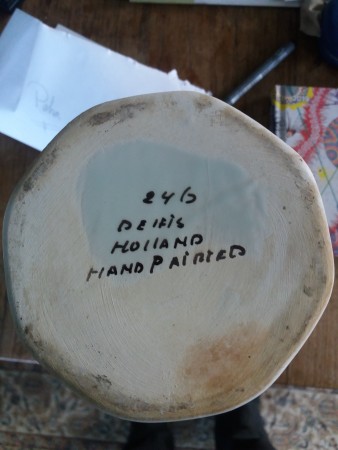 246
DELFTS
HOLLAND
HANDPAINTED